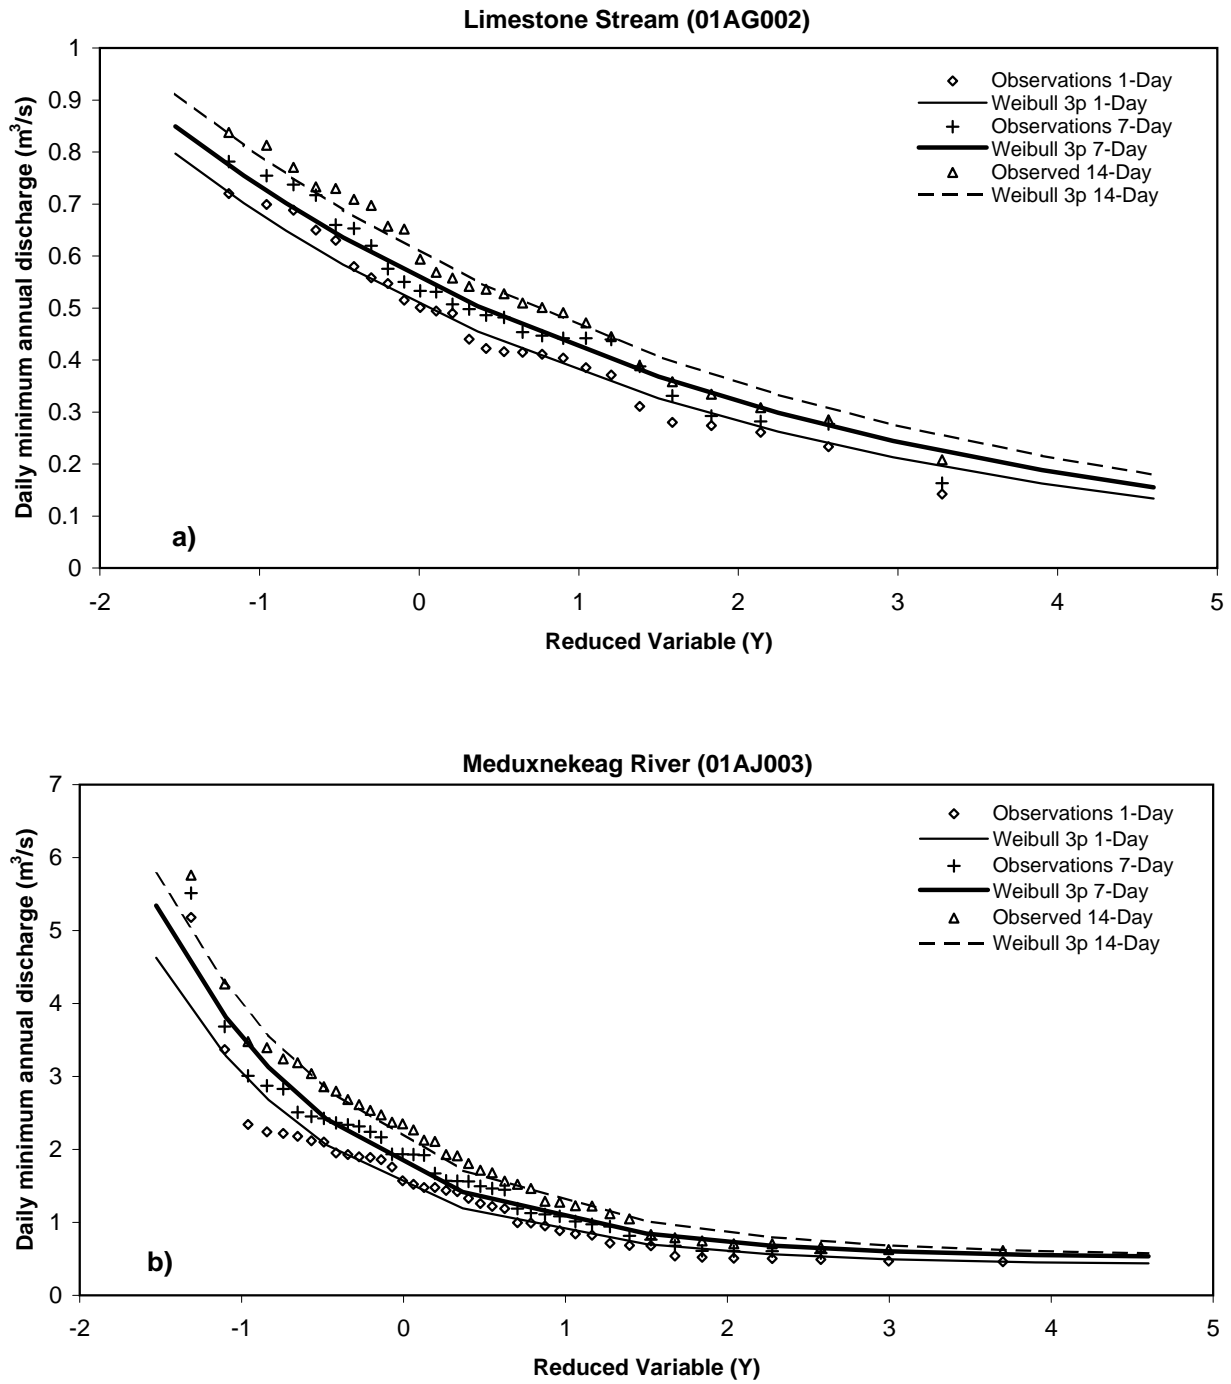 Limestone Stream (01AG002)
1
0.9
0.8
0.7
0.6
0.5
0.4
0.3
0.2
0.1
0
Daily minimum annual discharge (m³/s)
Observations 1-Day
Weibull 3p 1-Day
Observations 7-Day
Weibull 3p 7-Day
Observed 14-Day
Weibull 3p 14-Day
a)
-2 -1 0 1 2 3 4 5
Reduced Variable (Y)
Meduxnekeag River (01AJ003)
7
6
5
4
3
2
1
0
Daily minimum annual discharge (m³/s)
Observations 1-Day
Weibull 3p 1-Day
Observations 7-Day
Weibull 3p 7-Day
Observed 14-Day
Weibull 3p 14-Day
b)
-2 -1 0 1 2 3 4 5
Reduced Variable (Y)